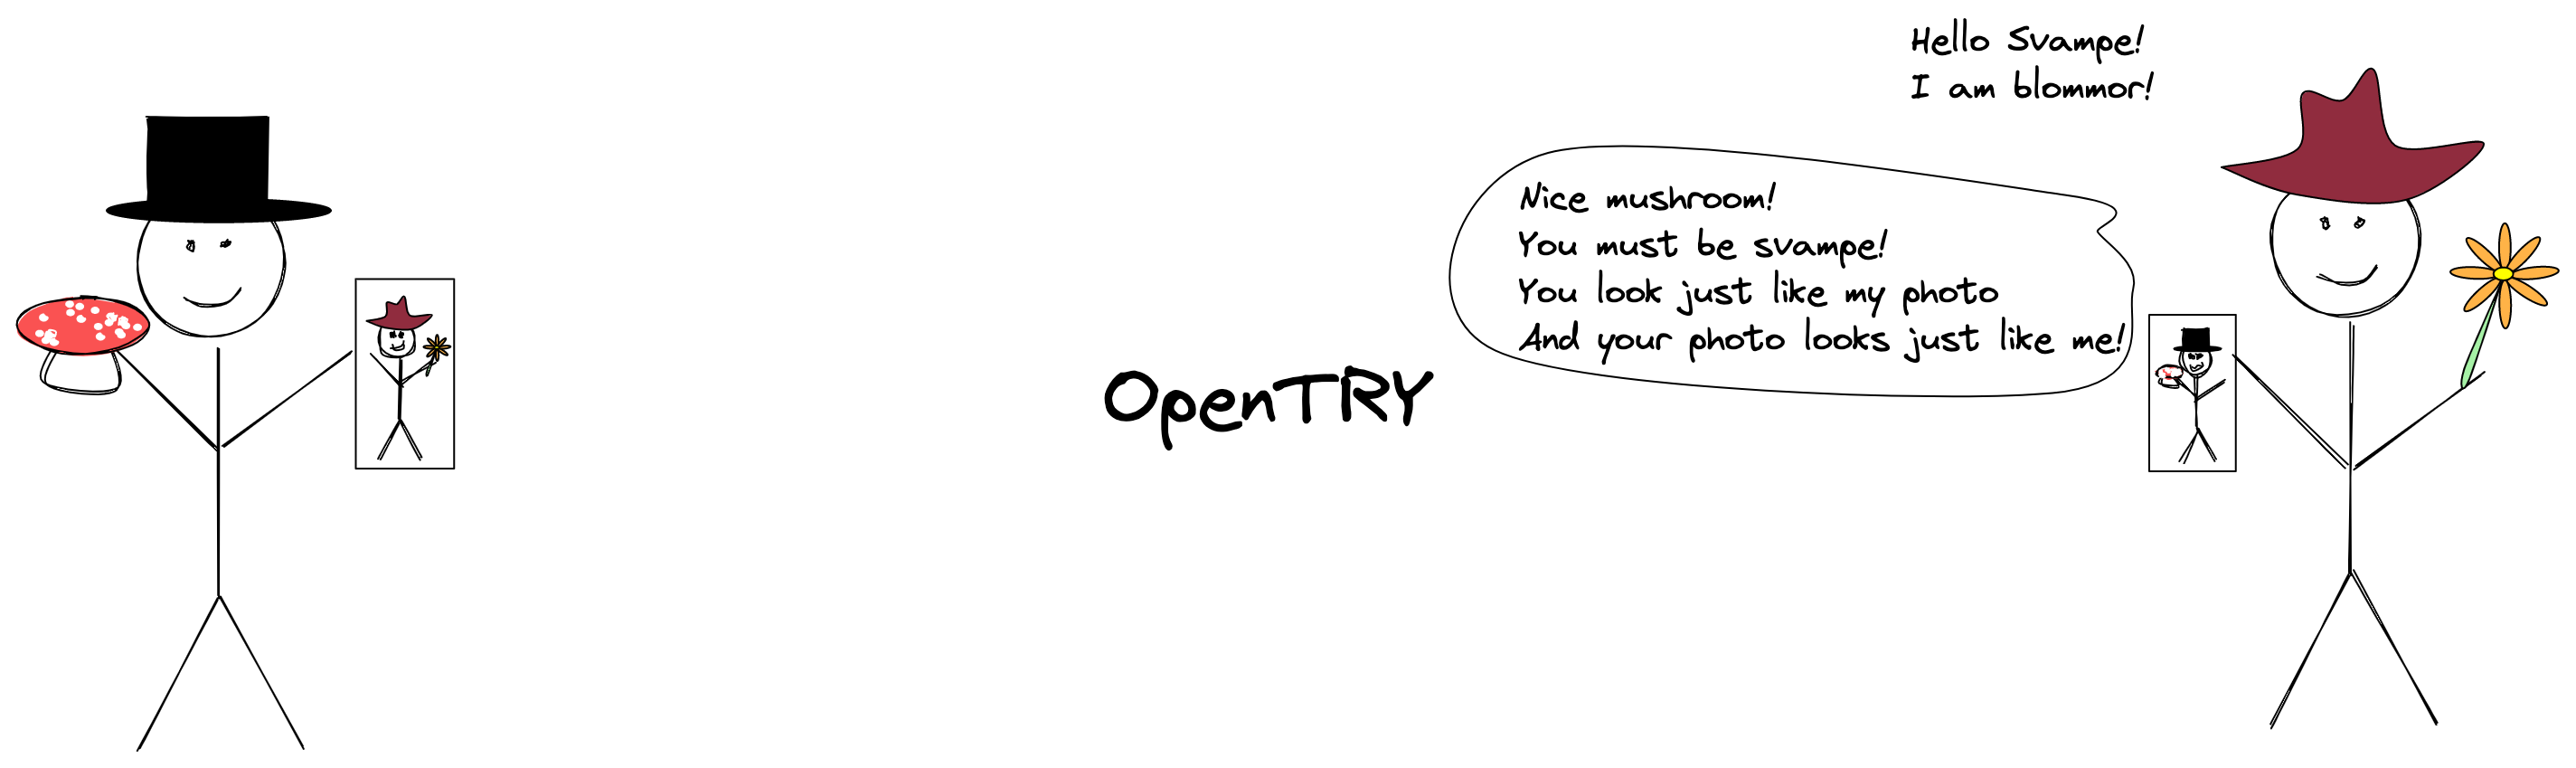 Hello Svampe!
I am blommor!
Nice mushroom!
You must be svampe!
You look just like my photo
And your photo looks just like me!
OpenTRY